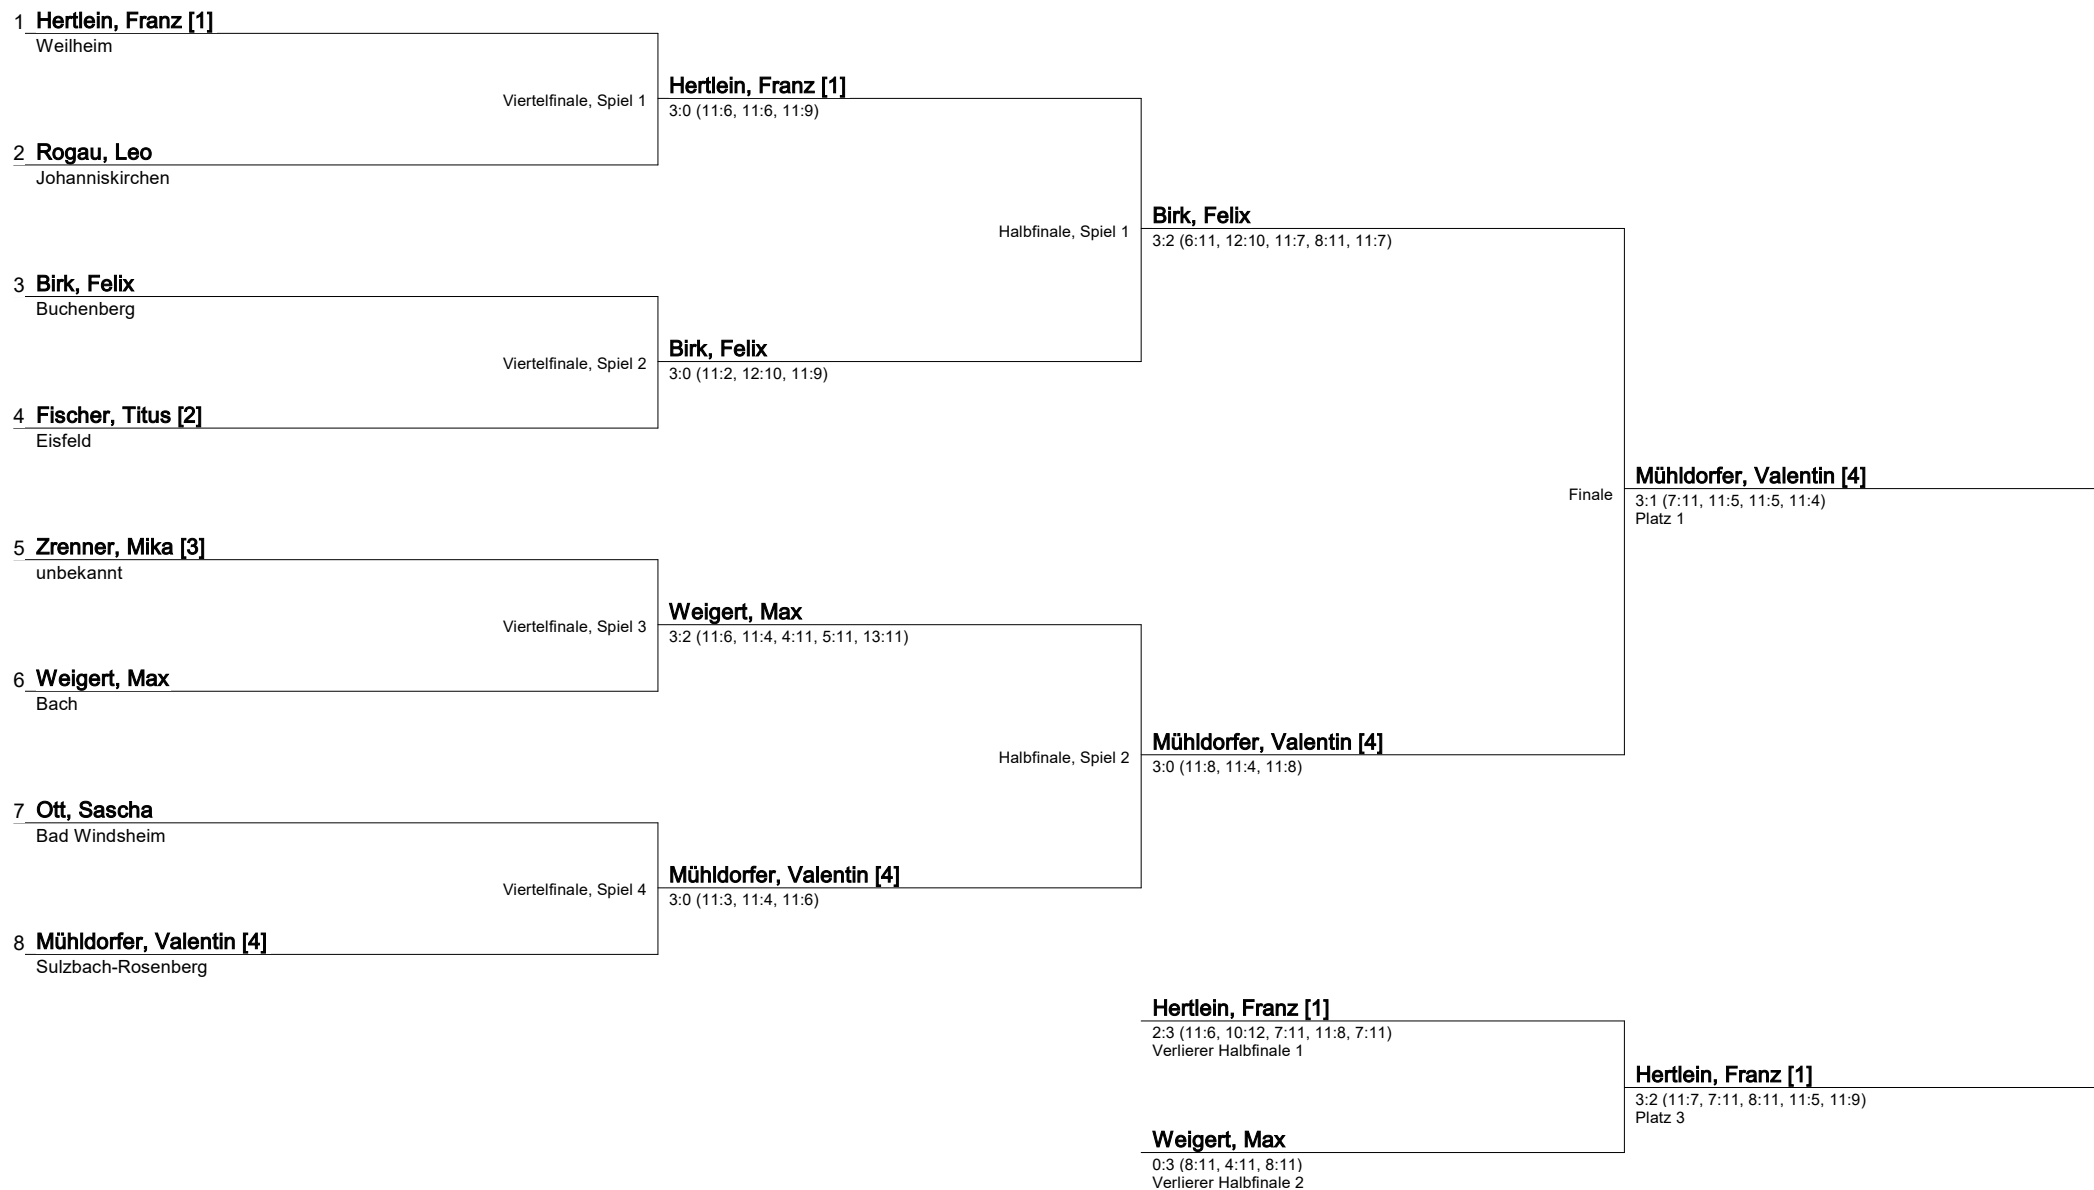 1 Hertlein, Franz [1]
Weilheim
Viertelfinale, Spiel 1
Hertlein, Franz [1]
3:0 (11:6, 11:6, 11:9)
2 Rogau, Leo
Johanniskirchen
Halbfinale, Spiel 1
Birk, Felix
3:2 (6:11, 12:10, 11:7, 8:11, 11:7)
3 Birk, Felix
Buchenberg
Viertelfinale, Spiel 2
Birk, Felix
3:0 (11:2, 12:10, 11:9)
4 Fischer, Titus [2]
Eisfeld
Finale
Mühldorfer, Valentin [4]
3:1 (7:11, 11:5, 11:5, 11:4)
Platz 1
5 Zrenner, Mika [3]
unbekannt
Viertelfinale, Spiel 3
Weigert, Max
3:2 (11:6, 11:4, 4:11, 5:11, 13:11)
6 Weigert, Max
Bach
Halbfinale, Spiel 2
Mühldorfer, Valentin [4]
3:0 (11:8, 11:4, 11:8)
7 Ott, Sascha
Bad Windsheim
Viertelfinale, Spiel 4
Mühldorfer, Valentin [4]
3:0 (11:3, 11:4, 11:6)
8 Mühldorfer, Valentin [4]
Sulzbach-Rosenberg
Hertlein, Franz [1]
2:3 (11:6, 10:12, 7:11, 11:8, 7:11)
Verlierer Halbfinale 1
Hertlein, Franz [1]
3:2 (11:7, 7:11, 8:11, 11:5, 11:9)
Platz 3
Weigert, Max
0:3 (8:11, 4:11, 8:11)
Verlierer Halbfinale 2